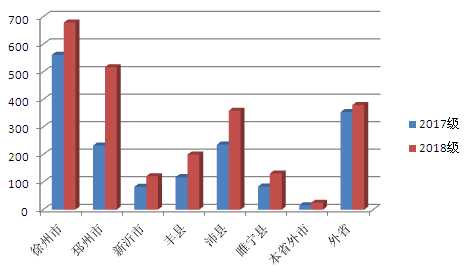 700
600
500
400
300
200
100
0
徐州市
邳州市
新沂市
丰县
沛县
睢宁县
本省外市
外省
2017级
2018级